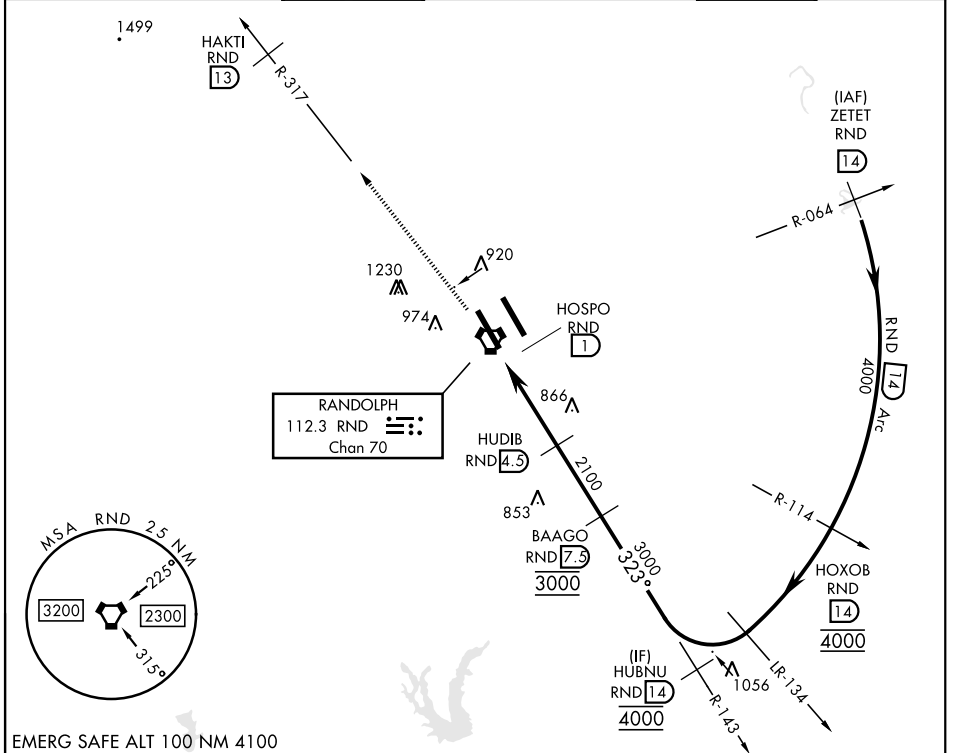 1499
HAKTI
RND
13
R-317
(IAF)
ZETET
RND
14
R-064
920
1230
974
HOSPO
RND
1
RND 14 Arc
4000
RANDOLPH
112.3 RND
Chan 70
866
HUDIB
RND 4.5
2100
853
R-114
BAAGO
RND 7.5
3000
3000
323°
HOXOB
RND
14
4000
MSA RND 25 NM
225°
3200
2300
315°
(IF)
HUBNU
RND 14
4000
1056
LR-134
R-143
EMERG SAFE ALT 100 NM 4100